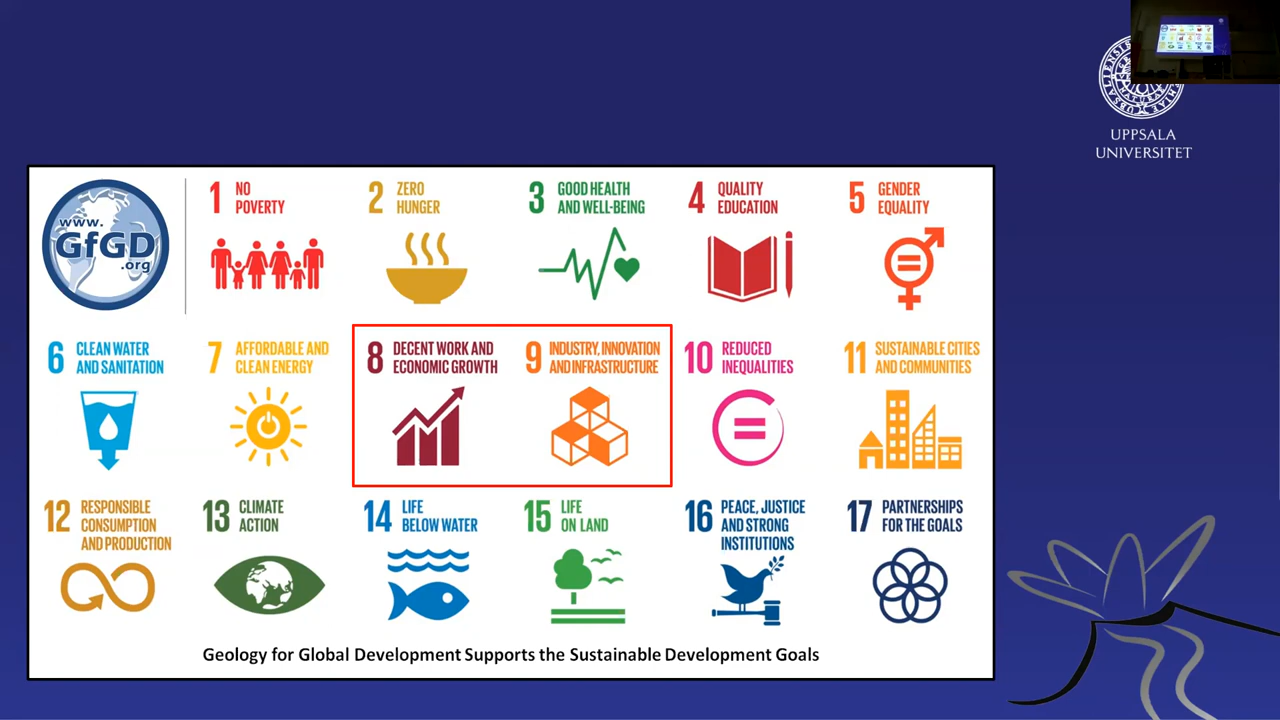 UPPSALA
UNIVERSITET
www.
GfGD
.org
1 NO
POVERTY
2 ZERO
HUNGER
3 GOOD HEALTH
AND WELL-BEING
4 QUALITY
EDUCATION
5 GENDER
EQUALITY
6 CLEAN WATER
AND SANITATION
7 AFFORDABLE AND
CLEAN ENERGY
8 DECENT WORK AND
ECONOMIC GROWTH
9 INDUSTRY, INNOVATION
AND INFRASTRUCTURE
10 REDUCED
INEQUALITIES
11 SUSTAINABLE CITIES
AND COMMUNITIES
12 RESPONSIBLE
CONSUMPTION
AND PRODUCTION
13 CLIMATE
ACTION
14 LIFE
BELOW WATER
15 LIFE
ON LAND
16 PEACE, JUSTICE
AND STRONG
INSTITUTIONS
17 PARTNERSHIPS
FOR THE GOALS
Geology for Global Development Supports the Sustainable Development Goals